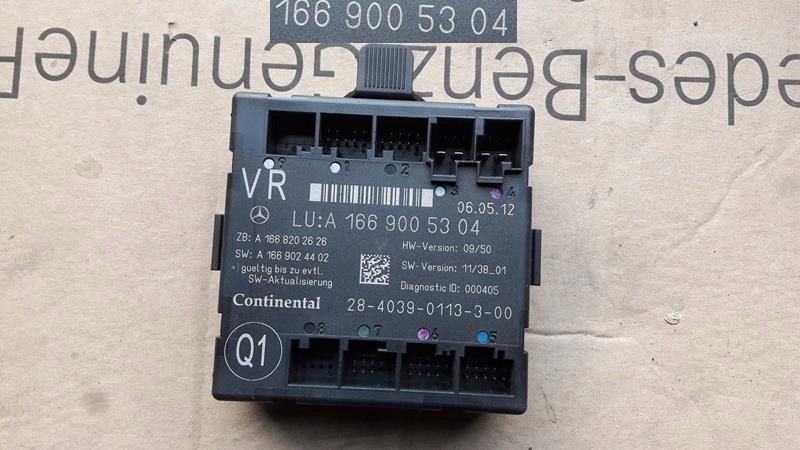 166 900 5304
edes-Benz Genuine P
9 1 2 3 4
VR
06.05.12
LU:A 166 900 53 04
ZB: A 166 820 26 26
HW-Version: 09/50
SW: A 166 902 44 02
SW-Version: 11/38_01
*) gueltig bis zu evtl.
SW-Aktualisierung
Diagnostic ID: 000405
Continental
28-4039-0113-3-00
8 7 6 5
Q1